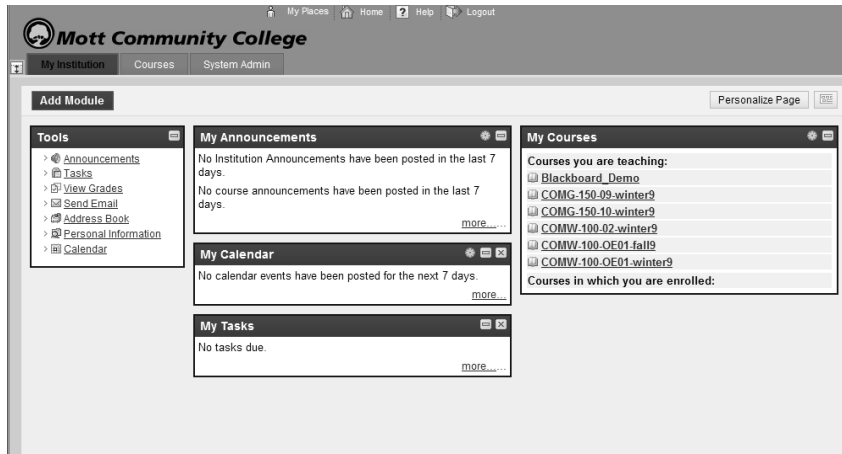 My Places Home ? Help Logout
Mott Community College
My Institution Courses System Admin
Add Module
Personalize Page
Tools
Announcements
Tasks
View Grades
Send Email
Address Book
Personal Information
Calendar
My Announcements
No Institution Announcements have been posted in the last 7
days.
No course announcements have been posted in the last 7
days.
more......
My Calendar
No calendar events have been posted for the next 7 days.
more...
My Tasks
No tasks due.
more......
My Courses
Courses you are teaching:
Blackboard_Demo
COMG-150-09-winter9
COMG-150-10-winter9
COMW-100-02-winter9
COMW-100-OE01-fall9
COMW-100-OE01-winter9
Courses in which you are enrolled: